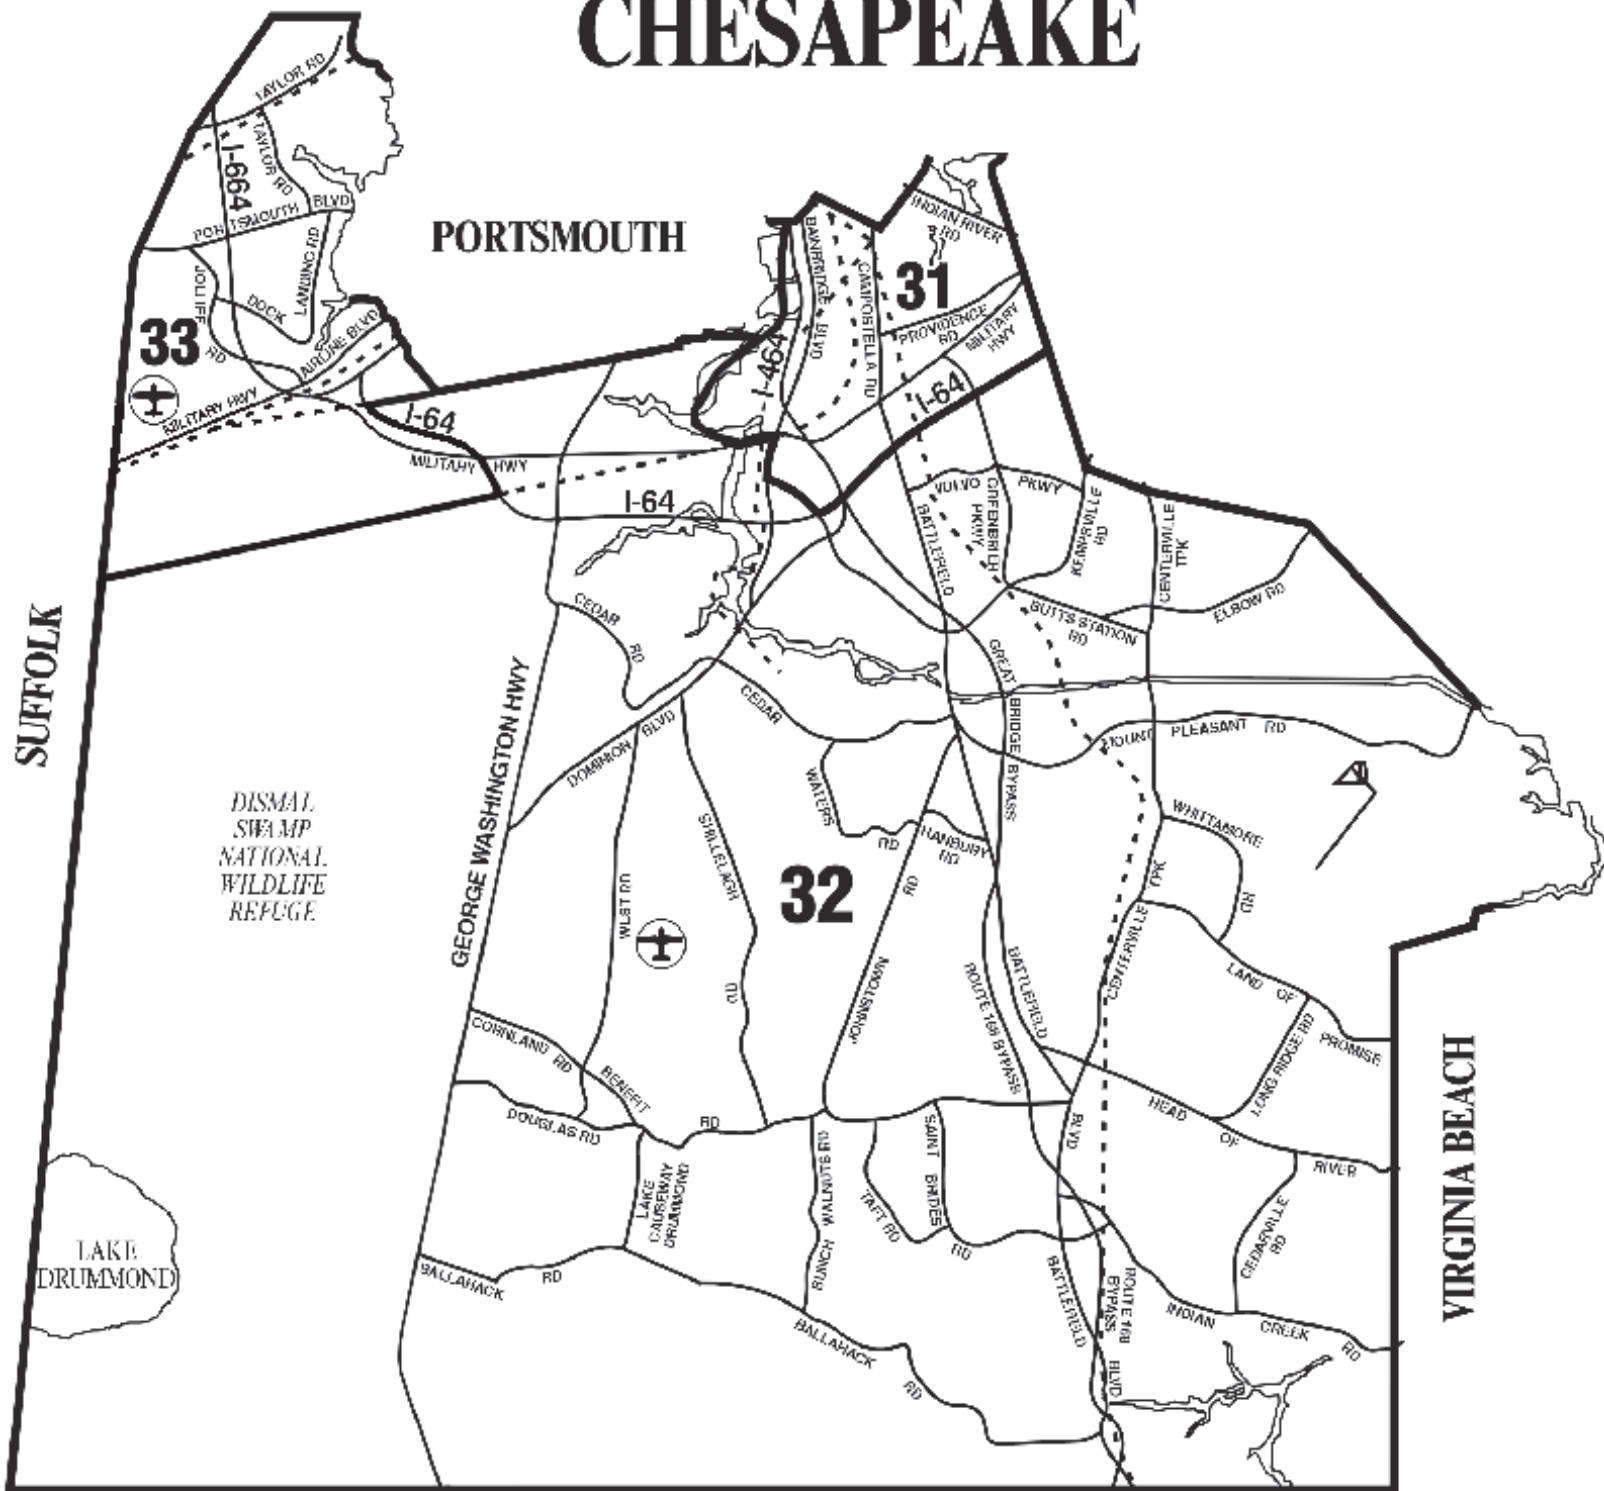 CHESAPEAKE
TAYLOR RD
TAYLOR RD
I-664
PORTSMOUTH BLVD
PORTSMOUTH
JOLLIFF RD
DOCK LANDING RD
AIRLINE BLVD
33
MILITARY HWY
I-64
MILITARY HWY
I-64
BAINBRIDGE BLVD
I-464
CAMPOSTELLA RD
INDIAN RIVER RD
31
PROVIDENCE RD
MILITARY HWY
I-64
VOLVO PKWY
GREENBRIER PKWY
BATTLEFIELD
KEMPSVILLE RD
CENTERVILLE TPK
ELBOW RD
BUTTS STATION RD
SUFFOLK
CEDAR RD
GREAT BRIDGE BYPASS
CEDAR
DOMINION BLVD
GEORGE WASHINGTON HWY
MOUNT PLEASANT RD
DISMAL
SWAMP
NATIONAL
WILDLIFE
REFUGE
WATERS RD
HANBURY RD
WHITTAMORE RD
SHILLELAGH RD
WEST RD
32
JOHNSTOWN RD
CENTERVILLE TPK
BATTLEFIELD BLVD
ROUTE 168 BYPASS
LAND OF PROMISE
LONG RIDGE RD
CORNLAND RD
BENEFIT RD
DOUGLAS RD
HEAD OF RIVER
VIRGINIA BEACH
LAKE
CAUSEWAY
DRUMMOND
BUNCH WALNUTS RD
TAFT RD
SAINT BRIDES RD
CEDARVILLE RD
LAKE
DRUMMOND
BALLAHACK RD
BALLAHACK RD
BATTLEFIELD BLVD
ROUTE 168
BYPASS
INDIAN CREEK RD